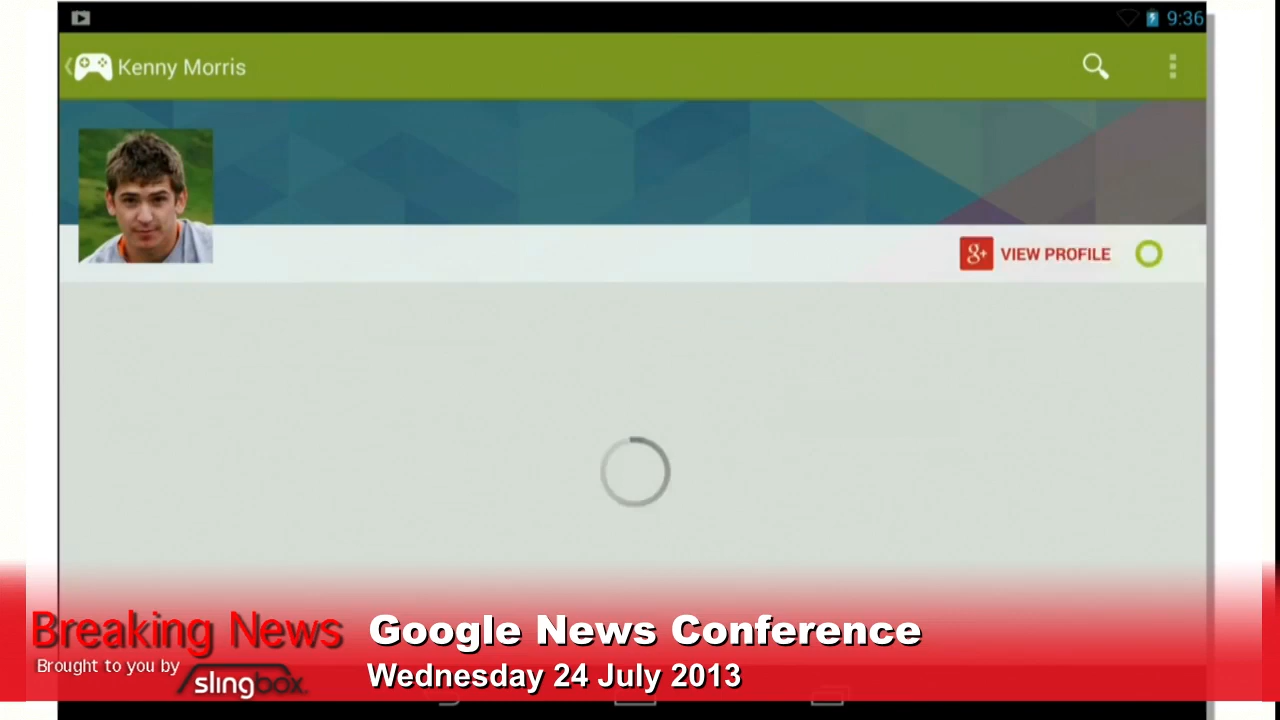 9:36
Kenny Morris
g+ VIEW PROFILE
Breaking News
Google News Conference
Brought to you by
slingbox.
Wednesday 24 July 2013